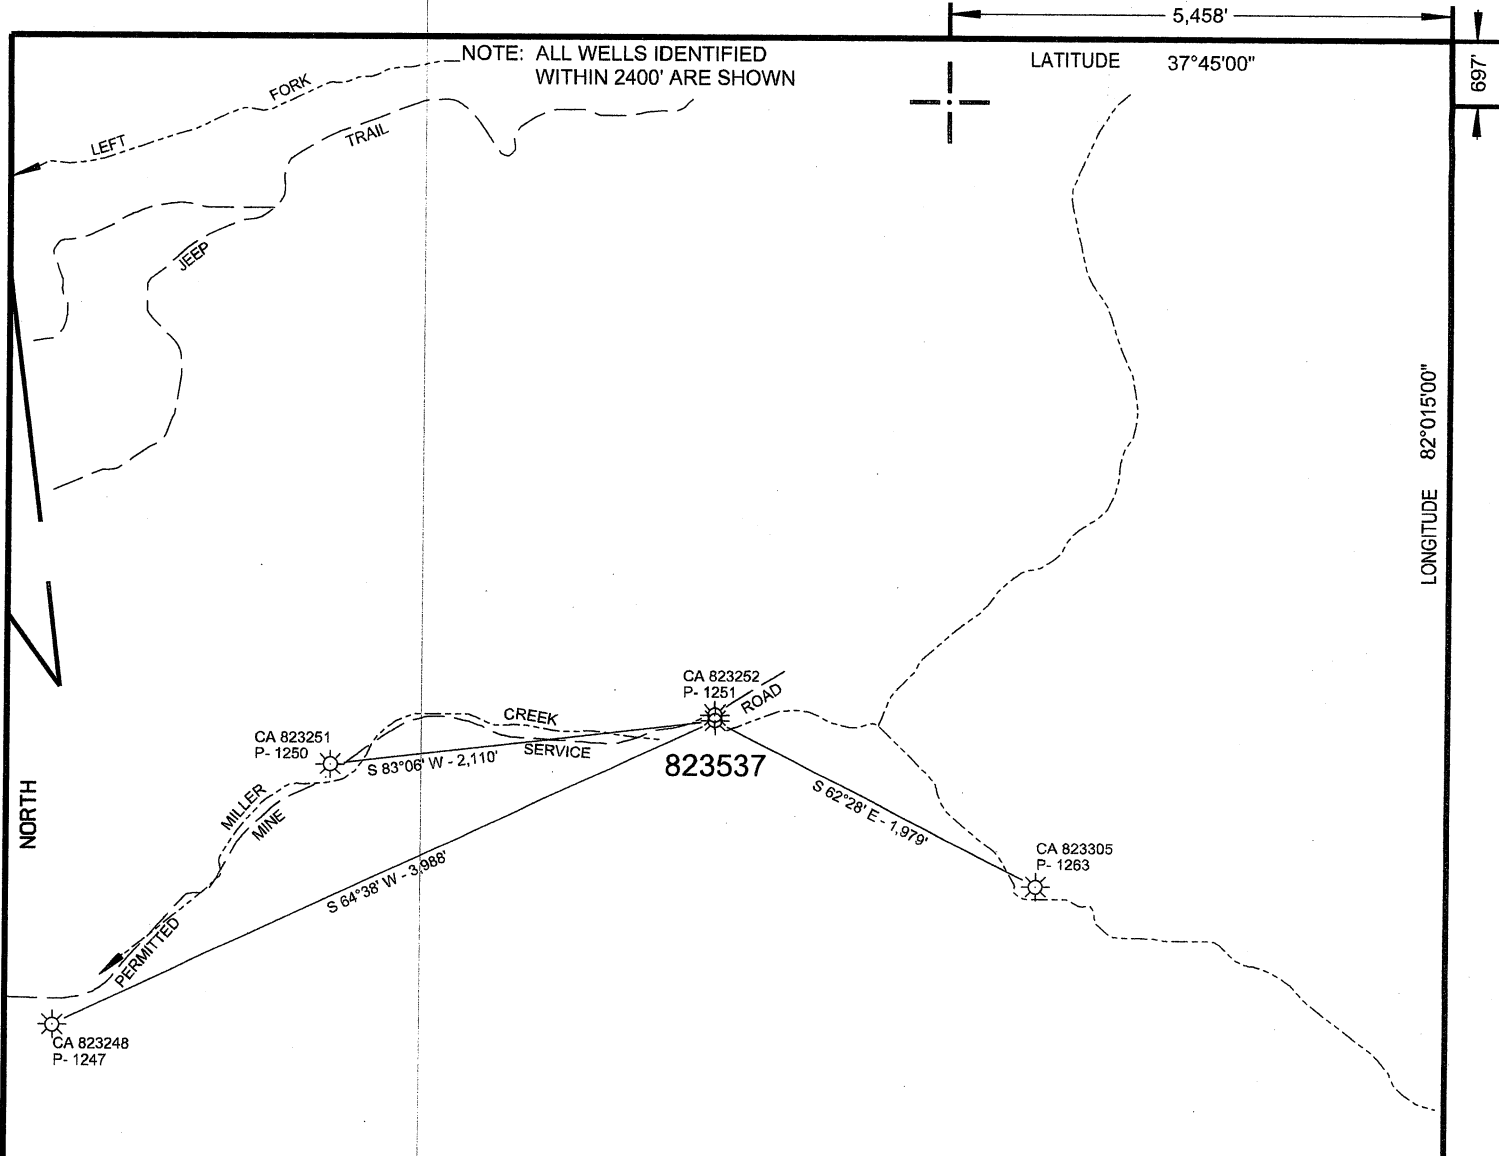 5,458'
697'
NOTE: ALL WELLS IDENTIFIED
WITHIN 2400' ARE SHOWN
LATITUDE 37°45'00"
LEFT FORK
JEEP TRAIL
LONGITUDE 82°015'00"
CA 823252
P- 1251
ROAD
823537
CREEK
SERVICE
CA 823251
P- 1250
S 83°06' W - 2,110'
MILLER
MINE
NORTH
S 62°28' E - 1,979'
CA 823305
P- 1263
S 64°38' W - 3,988'
PERMITTED
CA 823248
P- 1247